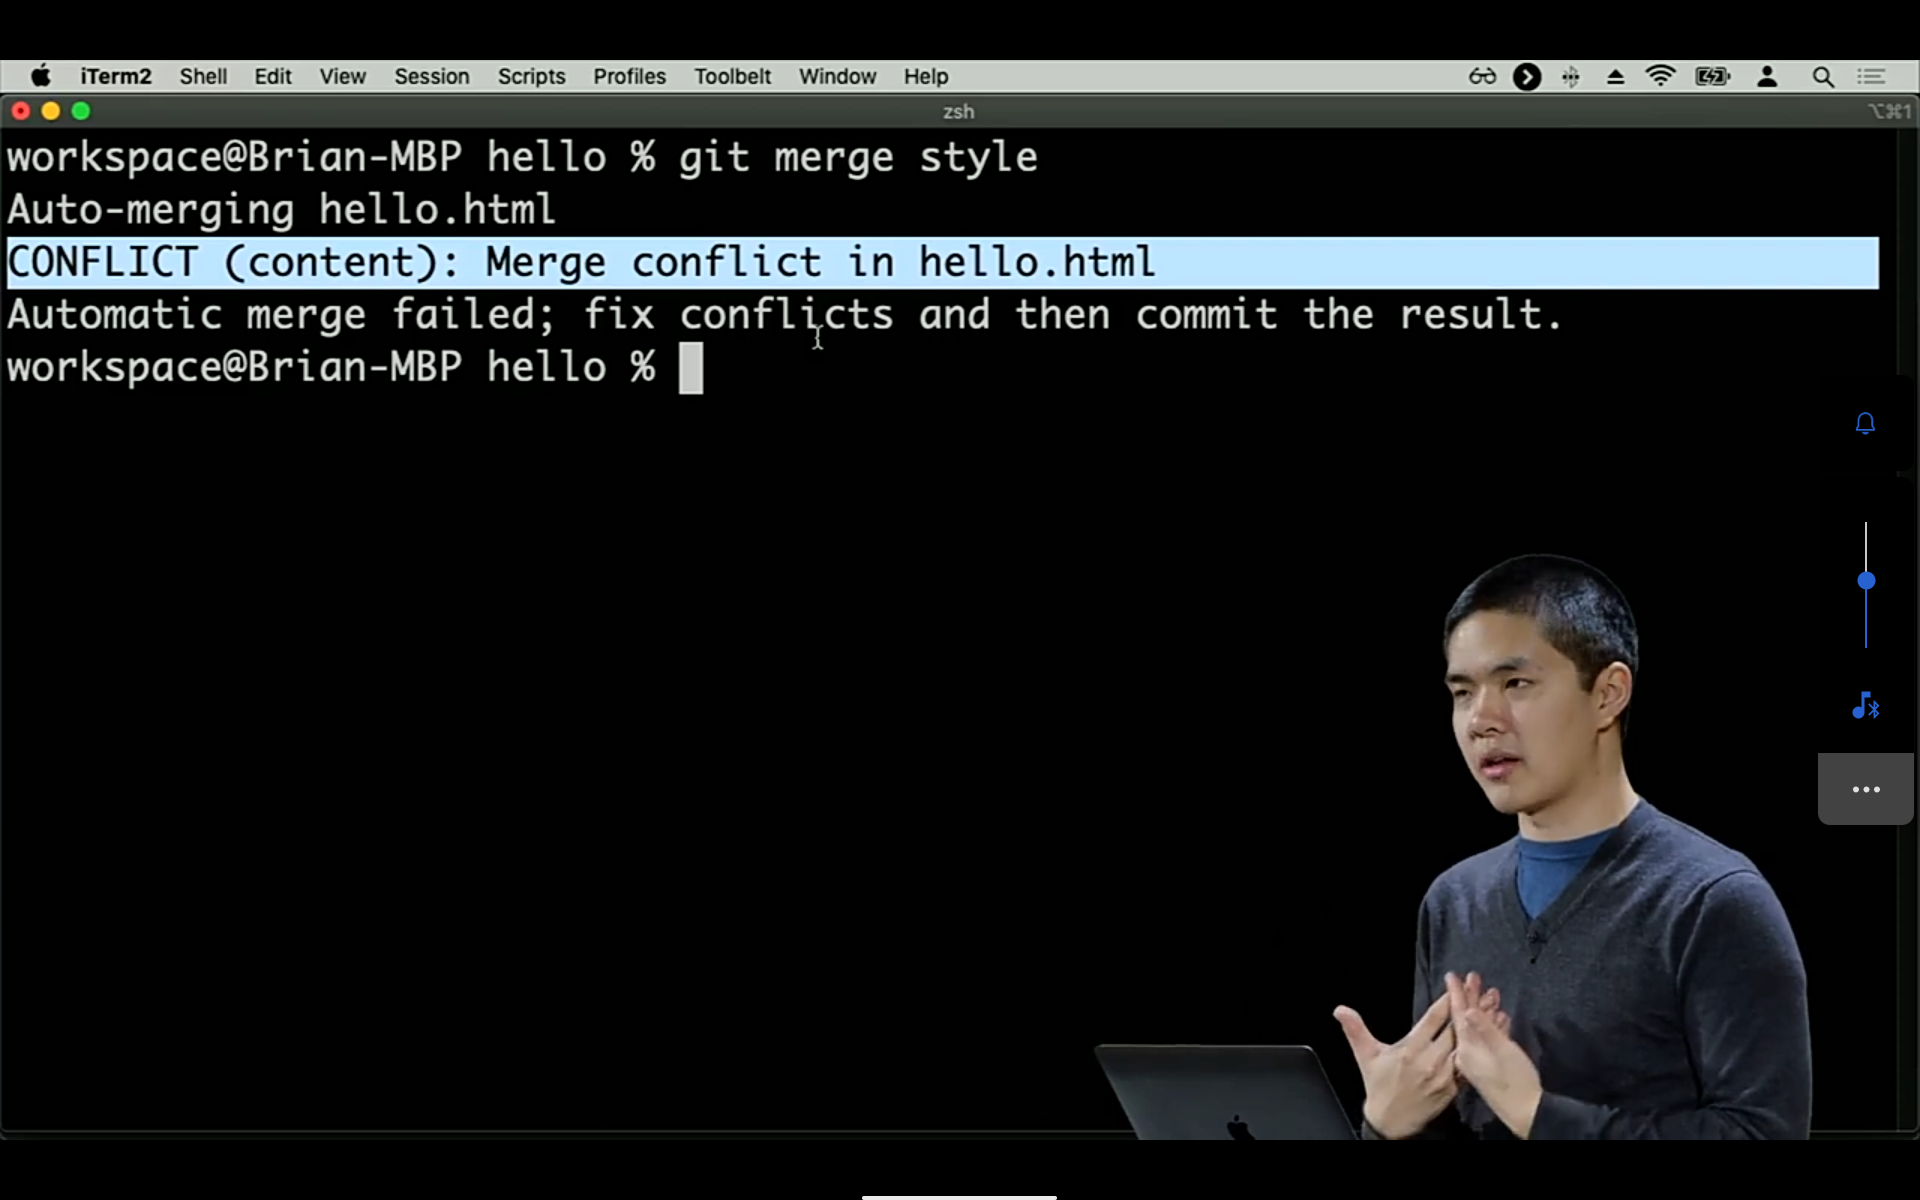 iTerm2 Shell Edit View Session Scripts Profiles Toolbelt Window Help
zsh ⌥⌘1
workspace@Brian-MBP hello % git merge style
Auto-merging hello.html
CONFLICT (content): Merge conflict in hello.html
Automatic merge failed; fix conflicts and then commit the result.
workspace@Brian-MBP hello %